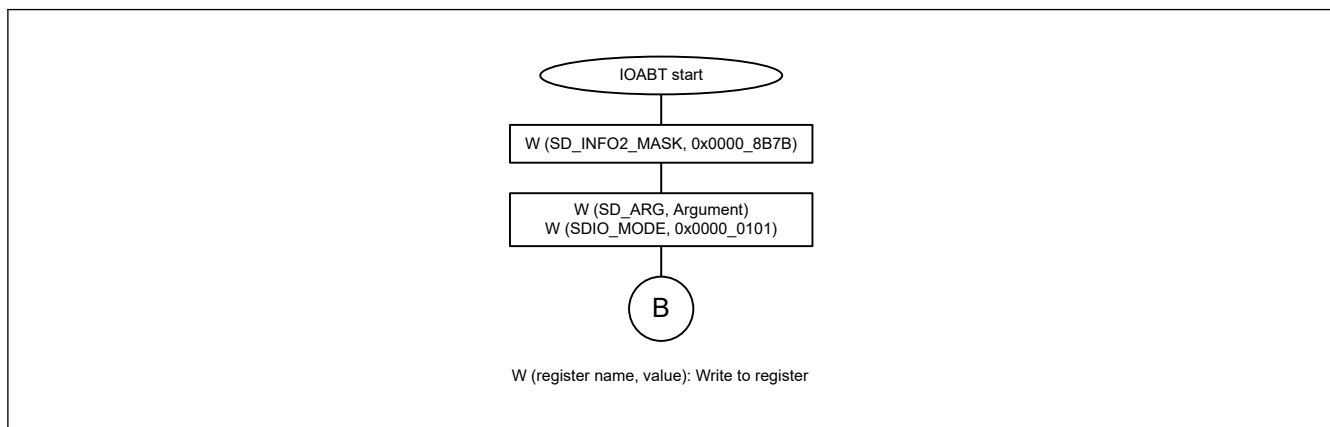 IOABT start
W (SD_INFO2_MASK, 0x0000_8B7B)
W (SD_ARG, Argument)
W (SDIO_MODE, 0x0000_0101)
B
W (register name, value): Write to register